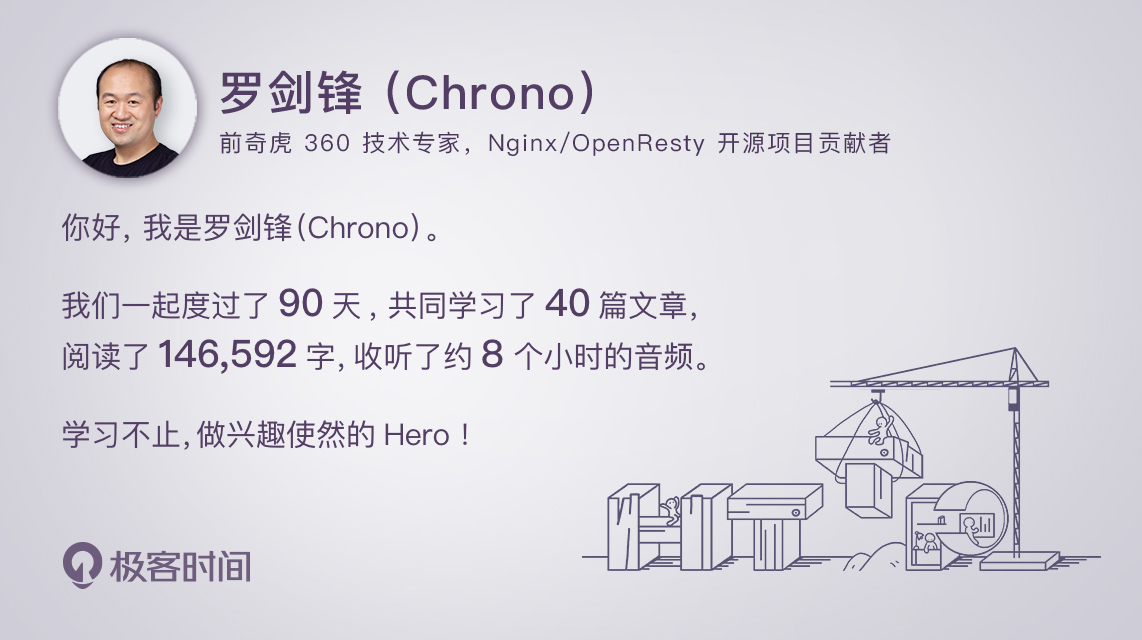 罗剑锋（Chrono）
前奇虎 360 技术专家，Nginx/OpenResty 开源项目贡献者
你好，我是罗剑锋（Chrono）。
我们一起度过了 90 天，共同学习了 40 篇文章，
阅读了 146,592 字，收听了约 8 个小时的音频。
学习不止，做兴趣使然的 Hero！
HTTP
极客时间